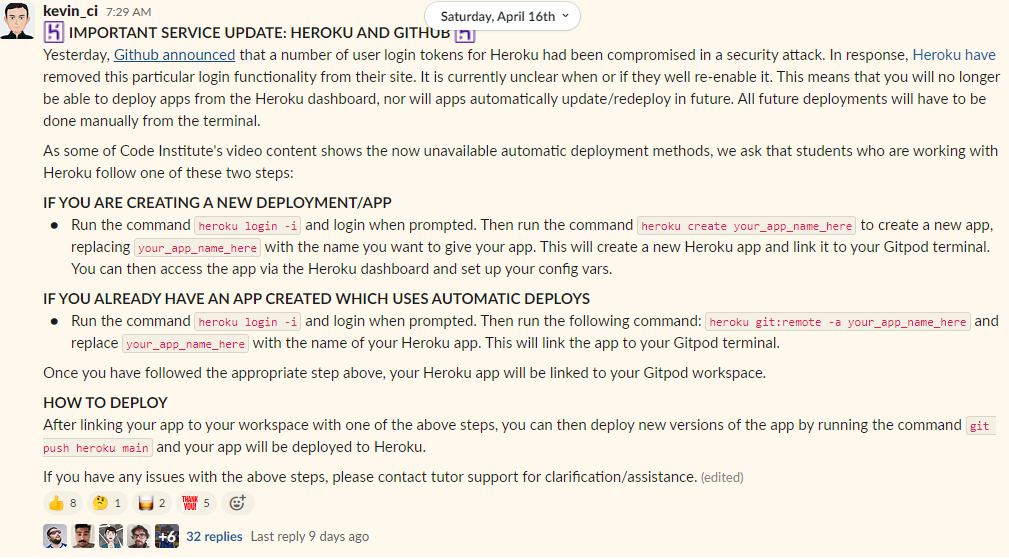 kevin_ci 7:29 AM
Saturday, April 16th
IMPORTANT SERVICE UPDATE: HEROKU AND GITHUB
Yesterday, Github announced that a number of user login tokens for Heroku had been compromised in a security attack. In response, Heroku have
removed this particular login functionality from their site. It is currently unclear when or if they well re-enable it. This means that you will no longer
be able to deploy apps from the Heroku dashboard, nor will apps automatically update/redeploy in future. All future deployments will have to be
done manually from the terminal.
As some of Code Institute's video content shows the now unavailable automatic deployment methods, we ask that students who are working with
Heroku follow one of these two steps:
IF YOU ARE CREATING A NEW DEPLOYMENT/APP
● Run the command heroku login -i and login when prompted. Then run the command heroku create your_app_name_here to create a new app,
replacing your_app_name_here with the name you want to give your app. This will create a new Heroku app and link it to your Gitpod terminal.
You can then access the app via the Heroku dashboard and set up your config vars.
IF YOU ALREADY HAVE AN APP CREATED WHICH USES AUTOMATIC DEPLOYS
● Run the command heroku login -i and login when prompted. Then run the following command: heroku git:remote -a your_app_name_here and
replace your_app_name_here with the name of your Heroku app. This will link the app to your Gitpod terminal.
Once you have followed the appropriate step above, your Heroku app will be linked to your Gitpod workspace.
HOW TO DEPLOY
After linking your app to your workspace with one of the above steps, you can then deploy new versions of the app by running the command git
push heroku main and your app will be deployed to Heroku.
If you have any issues with the above steps, please contact tutor support for clarification/assistance. (edited)
👍 8 🤔 1 🥃 2 THANK YOU! 5
+6 32 replies Last reply 9 days ago